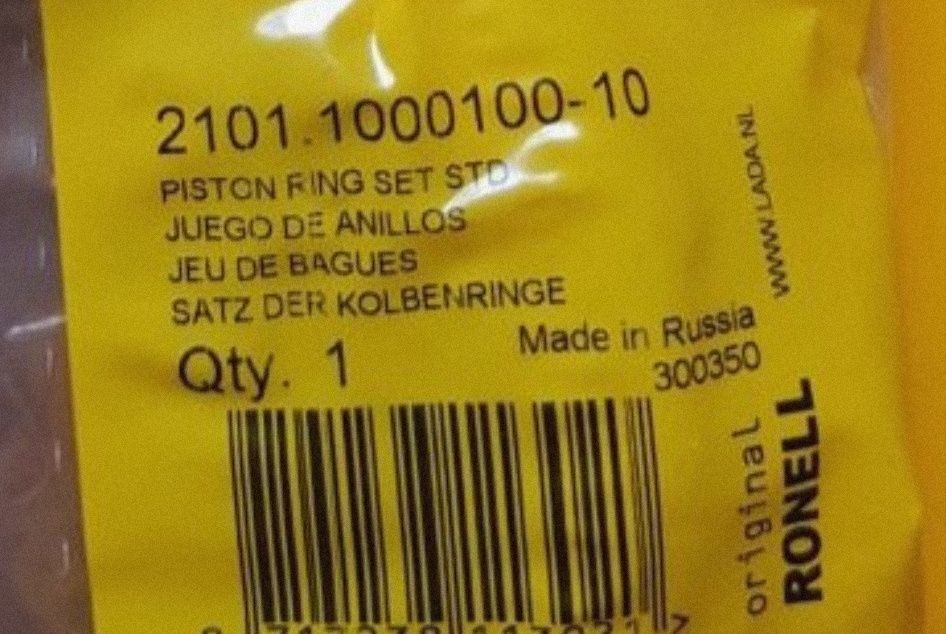 2101.1000100-10
PISTON RING SET STD
JUEGO DE ANILLOS
JEU DE BAGUES
SATZ DER KOLBENRINGE
Qty. 1
Made in Russia
300350
WWW.LADA.NL
original
RONELL